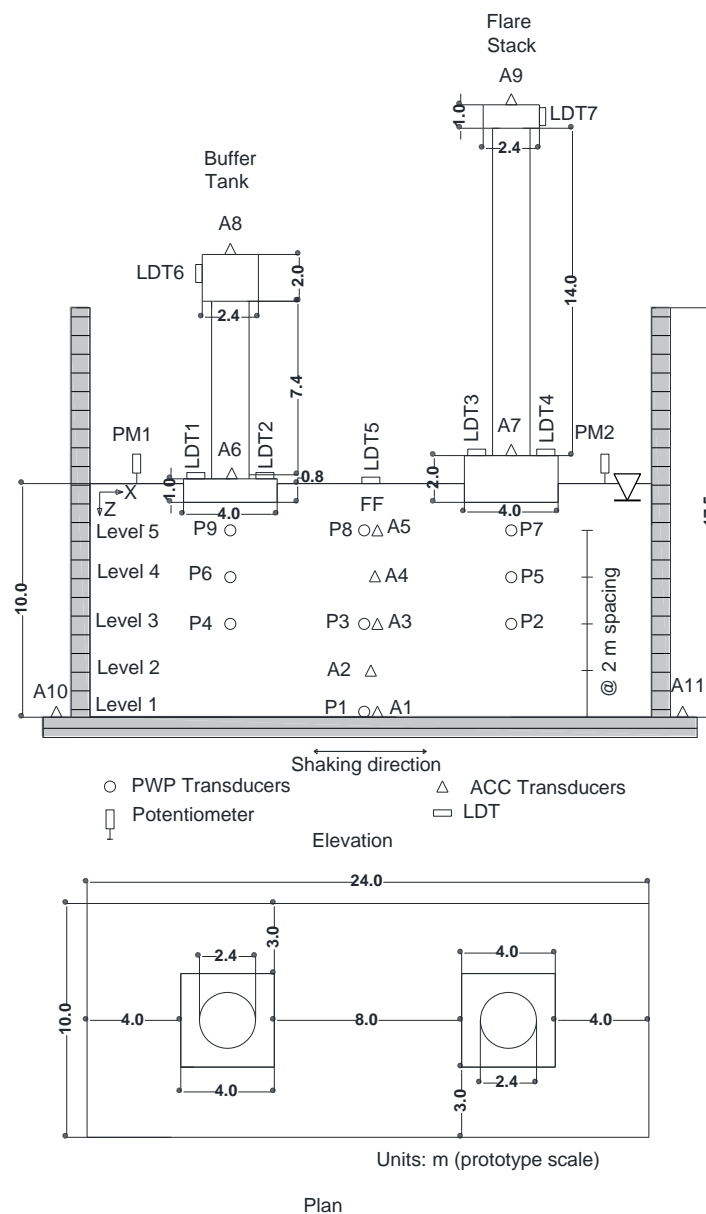 Flare
Stack
A9
1.0
LDT7
2.4
Buffer
Tank
A8
LDT6
2.0
2.4
14.0
7.4
PM1
LDT1
A6
LDT2
LDT5
LDT3
A7
LDT4
PM2
0.8
1.0
2.0
X
Z
4.0
FF
4.0
Level 5
P9
P8
A5
P7
Level 4
P6
A4
P5
10.0
Level 3
P4
P3
A3
P2
@ 2 m spacing
Level 2
A2
A10
Level 1
P1
A1
A11
Shaking direction
PWP Transducers
ACC Transducers
Potentiometer
LDT
Elevation
24.0
3.0
2.4
4.0
10.0
4.0
8.0
4.0
4.0
2.4
3.0
Units: m (prototype scale)
Plan